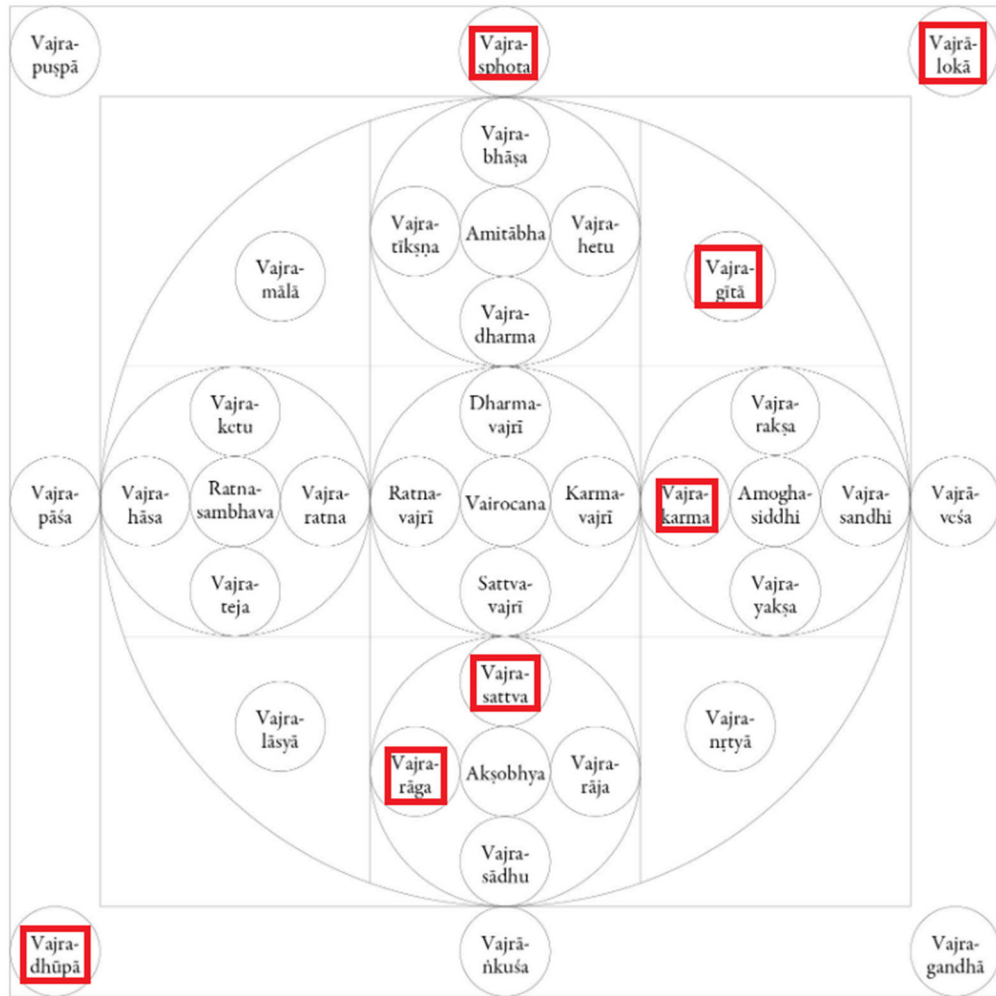 Vajra-
puṣpā
Vajra-
sphota
Vajrā-
lokā
Vajra-
bhāṣa
Vajra-
tīkṣṇa
Amitābha
Vajra-
hetu
Vajra-
mālā
Vajra-
gītā
Vajra-
dharma
Vajra-
ketu
Dharma-
vajrī
Vajra-
rakṣa
Vajra-
pāśa
Vajra-
hāsa
Ratna-
sambhava
Vajra-
ratna
Ratna-
vajrī
Vairocana
Karma-
vajrī
Vajra-
karma
Amogha-
siddhi
Vajra-
sandhi
Vajrā-
veśa
Vajra-
teja
Sattva-
vajrī
Vajra-
yakṣa
Vajra-
sattva
Vajra-
lāsyā
Vajra-
nṛtyā
Vajra-
rāga
Akṣobhya
Vajra-
rāja
Vajra-
sādhu
Vajra-
dhūpā
Vajrā-
ṅkuśa
Vajra-
gandhā